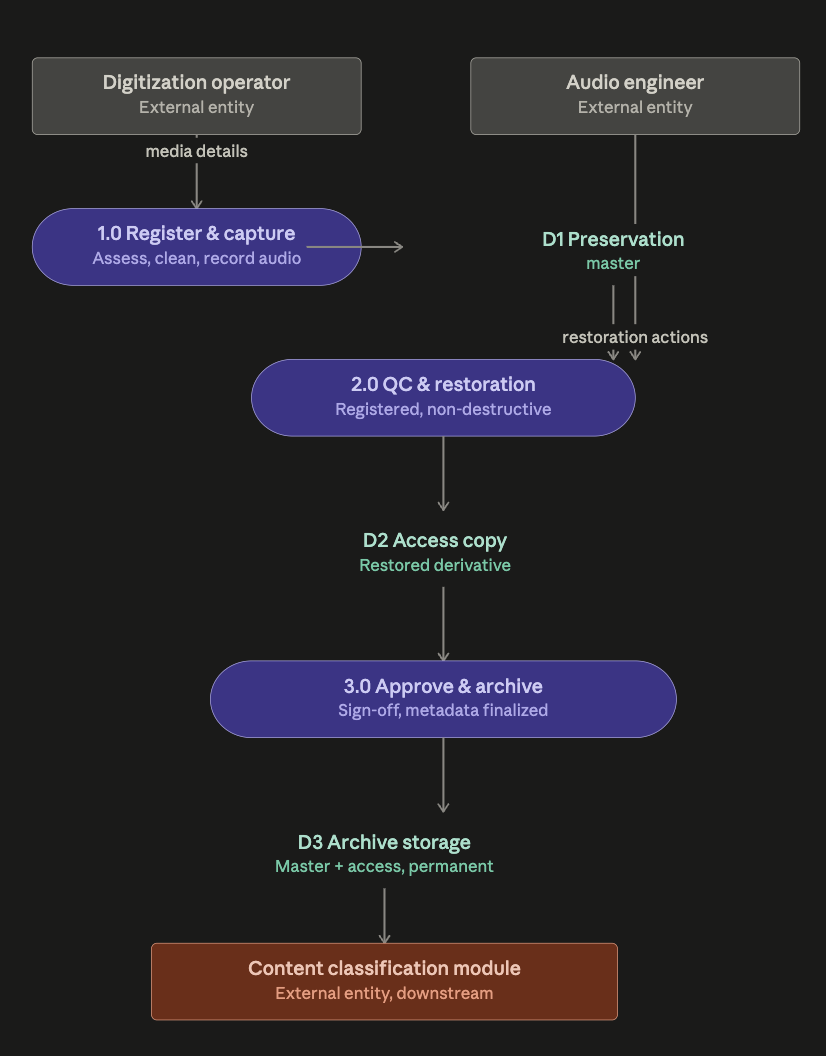 Digitization operator
External entity
Audio engineer
External entity
media details
1.0 Register & capture
Assess, clean, record audio
D1 Preservation
master
restoration actions
2.0 QC & restoration
Registered, non-destructive
D2 Access copy
Restored derivative
3.0 Approve & archive
Sign-off, metadata finalized
D3 Archive storage
Master + access, permanent
Content classification module
External entity, downstream